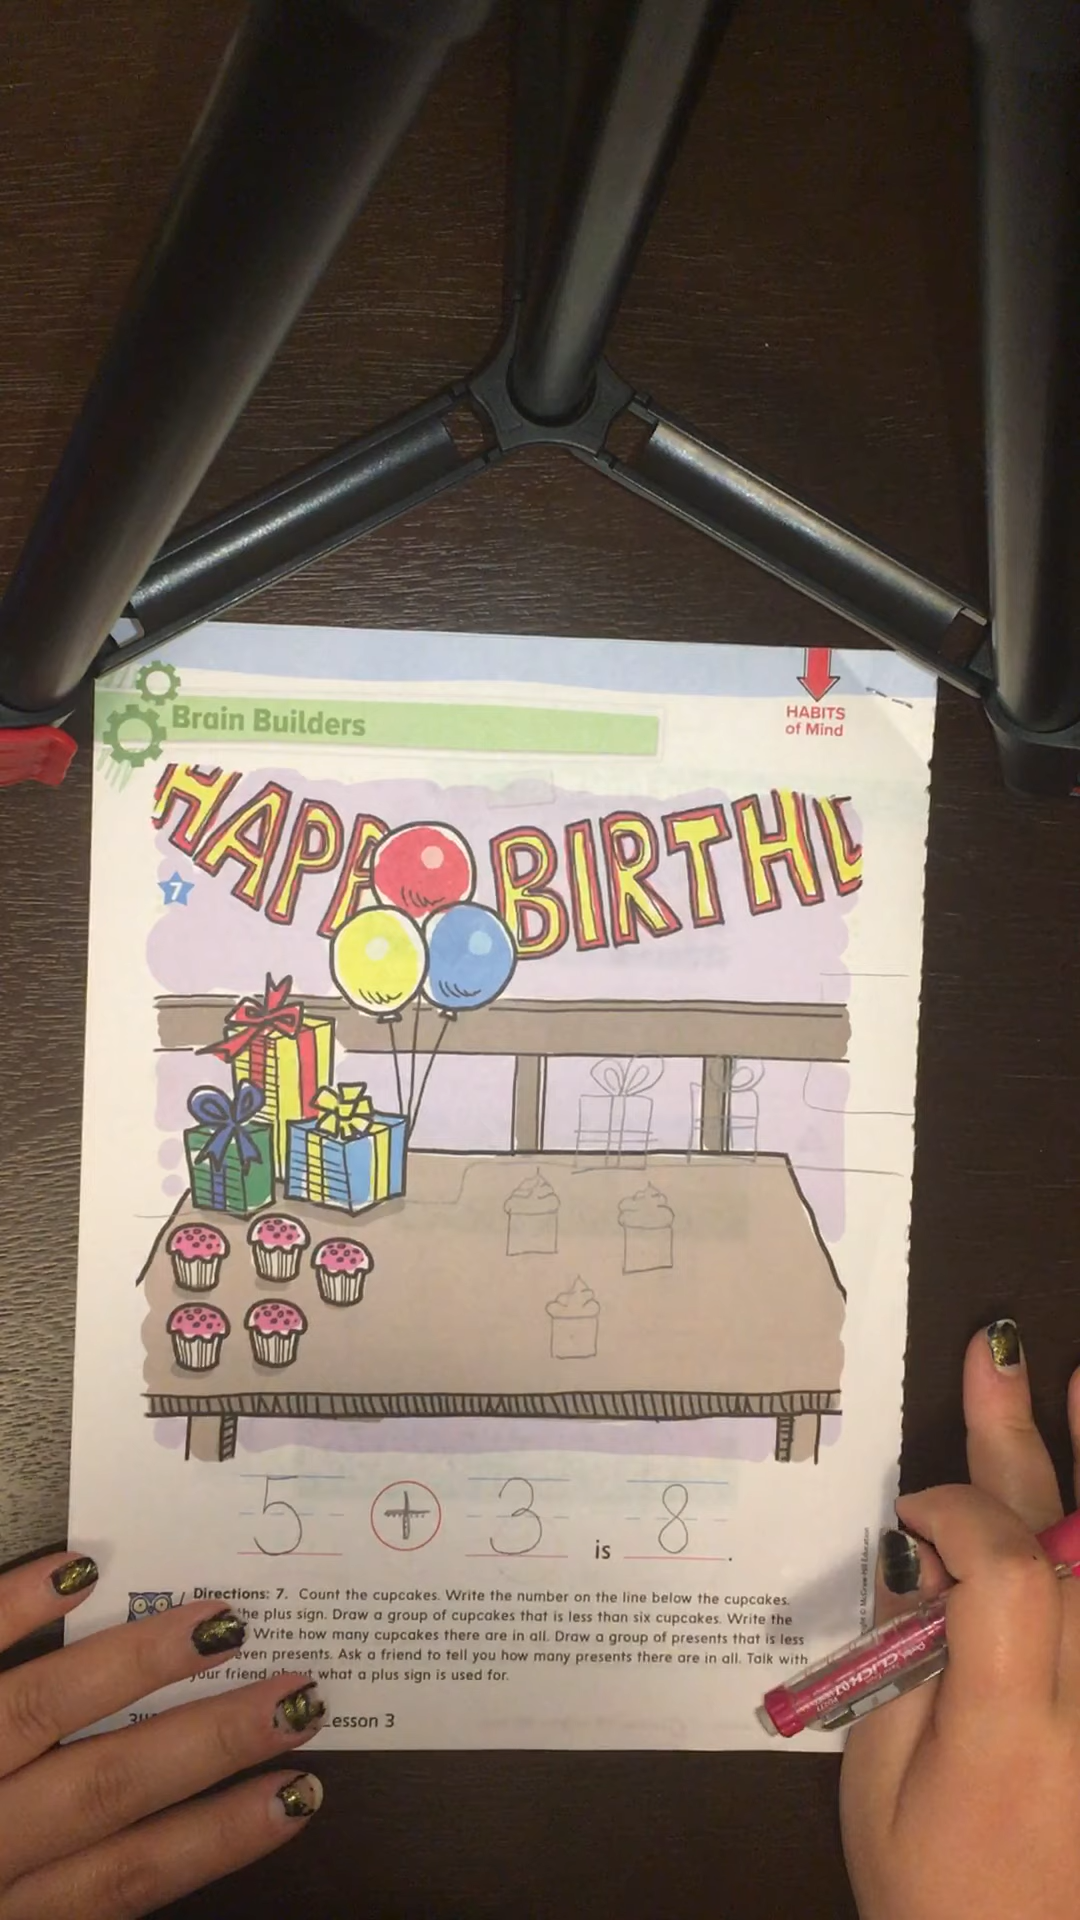 Brain Builders
HABITS
of Mind
HAPP BIRTHD
7
5 + 3 is 8.
Directions: 7. Count the cupcakes. Write the number on the line below the cupcakes.
the plus sign. Draw a group of cupcakes that is less than six cupcakes. Write the
Write how many cupcakes there are in all. Draw a group of presents that is less
even presents. Ask a friend to tell you how many presents there are in all. Talk with
your friend about what a plus sign is used for.
Lesson 3
McGraw-Hill Education